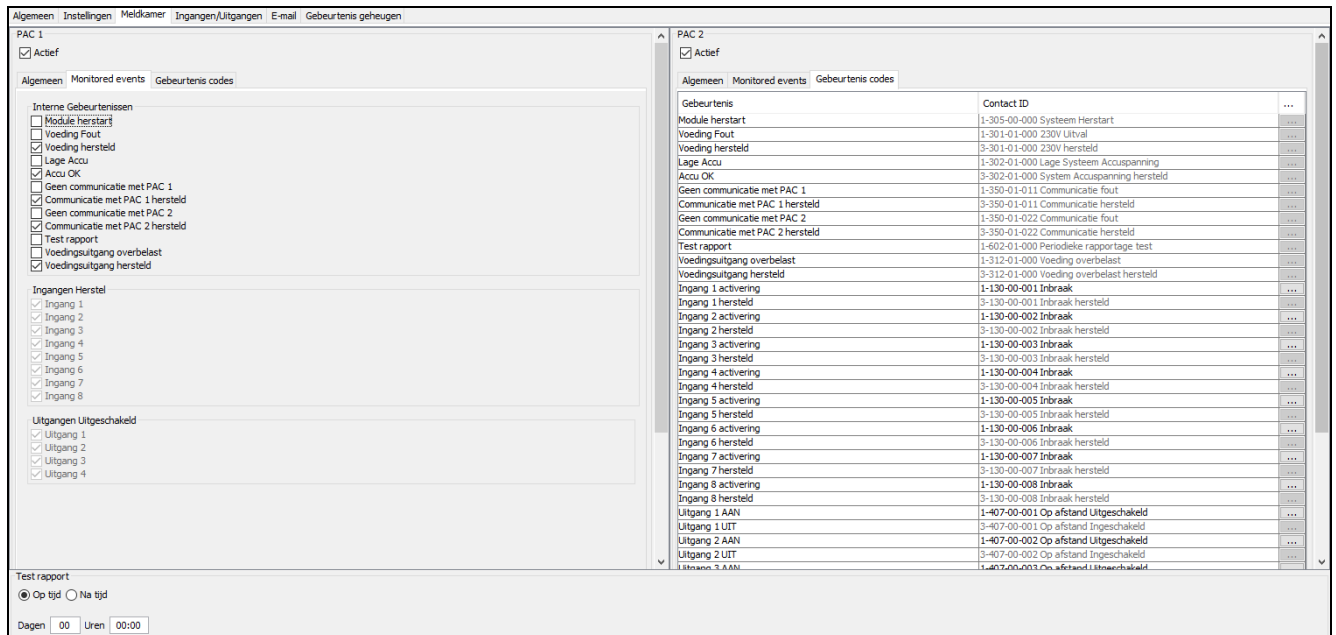 Algemeen Instellingen Meldkamer Ingangen/Uitgangen E-mail Gebeurtenis geheugen
PAC 1
Actief
Algemeen Monitored events Gebeurtenis codes
Interne Gebeurtenissen
Module herstart
Voeding Fout
Voeding hersteld
Lage Accu
Accu OK
Geen communicatie met PAC 1
Communicatie met PAC 1 hersteld
Geen communicatie met PAC 2
Communicatie met PAC 2 hersteld
Test rapport
Voedingsuitgang overbelast
Voedingsuitgang hersteld
Ingangen Herstel
Ingang 1
Ingang 2
Ingang 3
Ingang 4
Ingang 5
Ingang 6
Ingang 7
Ingang 8
Uitgangen Uitgeschakeld
Uitgang 1
Uitgang 2
Uitgang 3
Uitgang 4
PAC 2
Actief
Algemeen Monitored events Gebeurtenis codes
Gebeurtenis Contact ID ...
Module herstart 1-305-00-000 Systeem Herstart ...
Voeding Fout 1-301-01-000 230V Uitval ...
Voeding hersteld 3-301-01-000 230V hersteld ...
Lage Accu 1-302-01-000 Lage Systeem Accuspanning ...
Accu OK 3-302-01-000 System Accuspanning hersteld ...
Geen communicatie met PAC 1 1-350-01-011 Communicatie fout ...
Communicatie met PAC 1 hersteld 3-350-01-011 Communicatie hersteld ...
Geen communicatie met PAC 2 1-350-01-022 Communicatie fout ...
Communicatie met PAC 2 hersteld 3-350-01-022 Communicatie hersteld ...
Test rapport 1-602-01-000 Periodieke rapportage test ...
Voedingsuitgang overbelast 1-312-01-000 Voeding overbelast ...
Voedingsuitgang hersteld 3-312-01-000 Voeding overbelast hersteld ...
Ingang 1 activering 1-130-00-001 Inbraak ...
Ingang 1 hersteld 3-130-00-001 Inbraak hersteld ...
Ingang 2 activering 1-130-00-002 Inbraak ...
Ingang 2 hersteld 3-130-00-002 Inbraak hersteld ...
Ingang 3 activering 1-130-00-003 Inbraak ...
Ingang 3 hersteld 3-130-00-003 Inbraak hersteld ...
Ingang 4 activering 1-130-00-004 Inbraak ...
Ingang 4 hersteld 3-130-00-004 Inbraak hersteld ...
Ingang 5 activering 1-130-00-005 Inbraak ...
Ingang 5 hersteld 3-130-00-005 Inbraak hersteld ...
Ingang 6 activering 1-130-00-006 Inbraak ...
Ingang 6 hersteld 3-130-00-006 Inbraak hersteld ...
Ingang 7 activering 1-130-00-007 Inbraak ...
Ingang 7 hersteld 3-130-00-007 Inbraak hersteld ...
Ingang 8 activering 1-130-00-008 Inbraak ...
Ingang 8 hersteld 3-130-00-008 Inbraak hersteld ...
Uitgang 1 AAN 1-407-00-001 Op afstand Uitgeschakeld ...
Uitgang 1 UIT 3-407-00-001 Op afstand Ingeschakeld ...
Uitgang 2 AAN 1-407-00-002 Op afstand Uitgeschakeld ...
Uitgang 2 UIT 3-407-00-002 Op afstand Ingeschakeld ...
Uitgang 3 AAN 1-407-00-003 Op afstand Uitgeschakeld
Test rapport
Op tijd Na tijd
Dagen 00 Uren 00:00